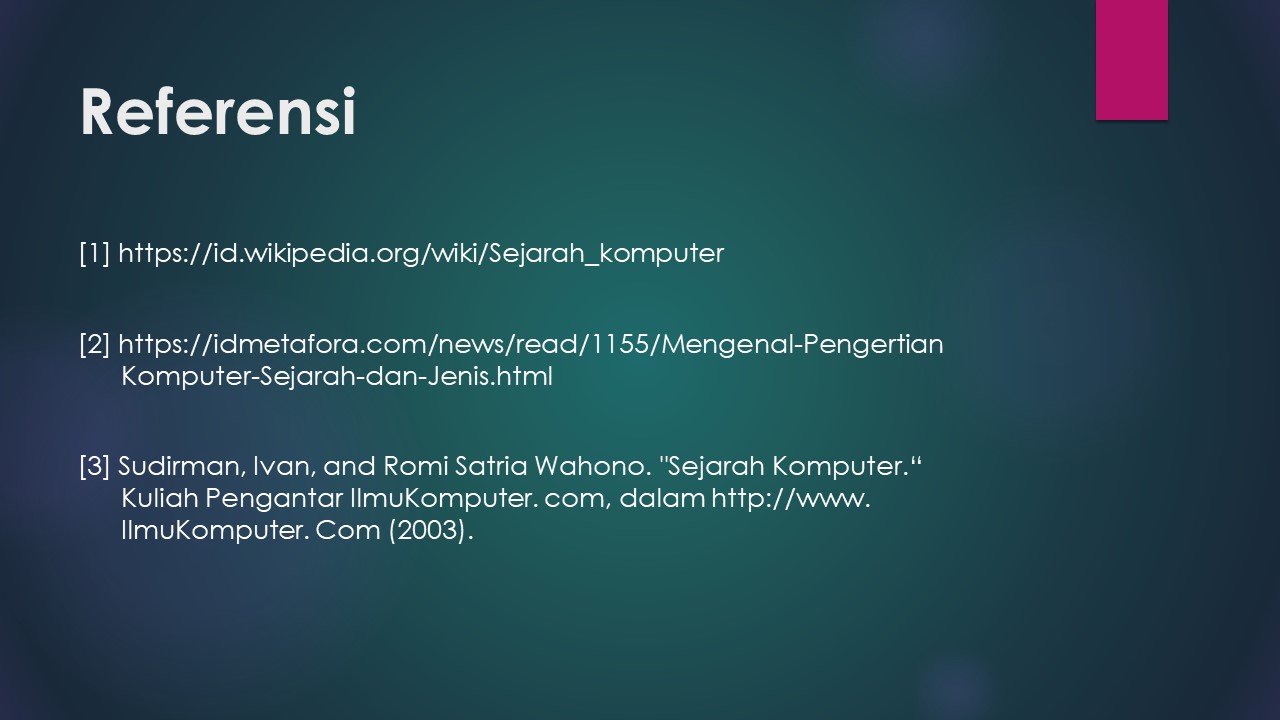 Referensi
[1] https://id.wikipedia.org/wiki/Sejarah_komputer
[2] https://idmetafora.com/news/read/1155/Mengenal-Pengertian
Komputer-Sejarah-dan-Jenis.html
[3] Sudirman, Ivan, and Romi Satria Wahono. "Sejarah Komputer.“
Kuliah Pengantar IlmuKomputer. com, dalam http://www.
IlmuKomputer. Com (2003).